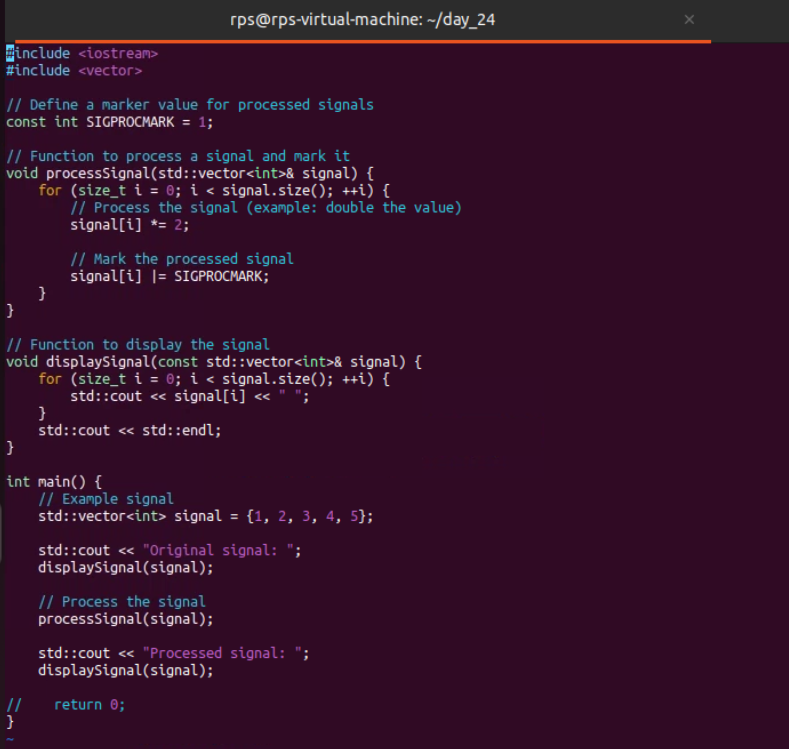 rps@rps-virtual-machine: ~/day_24
#include <iostream>
#include <vector>

// Define a marker value for processed signals
const int SIGPROCMARK = 1;

// Function to process a signal and mark it
void processSignal(std::vector<int>& signal) {
    for (size_t i = 0; i < signal.size(); ++i) {
        // Process the signal (example: double the value)
        signal[i] *= 2;

        // Mark the processed signal
        signal[i] |= SIGPROCMARK;
    }
}

// Function to display the signal
void displaySignal(const std::vector<int>& signal) {
    for (size_t i = 0; i < signal.size(); ++i) {
        std::cout << signal[i] << " ";
    }
    std::cout << std::endl;
}

int main() {
    // Example signal
    std::vector<int> signal = {1, 2, 3, 4, 5};

    std::cout << "Original signal: ";
    displaySignal(signal);

    // Process the signal
    processSignal(signal);

    std::cout << "Processed signal: ";
    displaySignal(signal);

//    return 0;
}
~